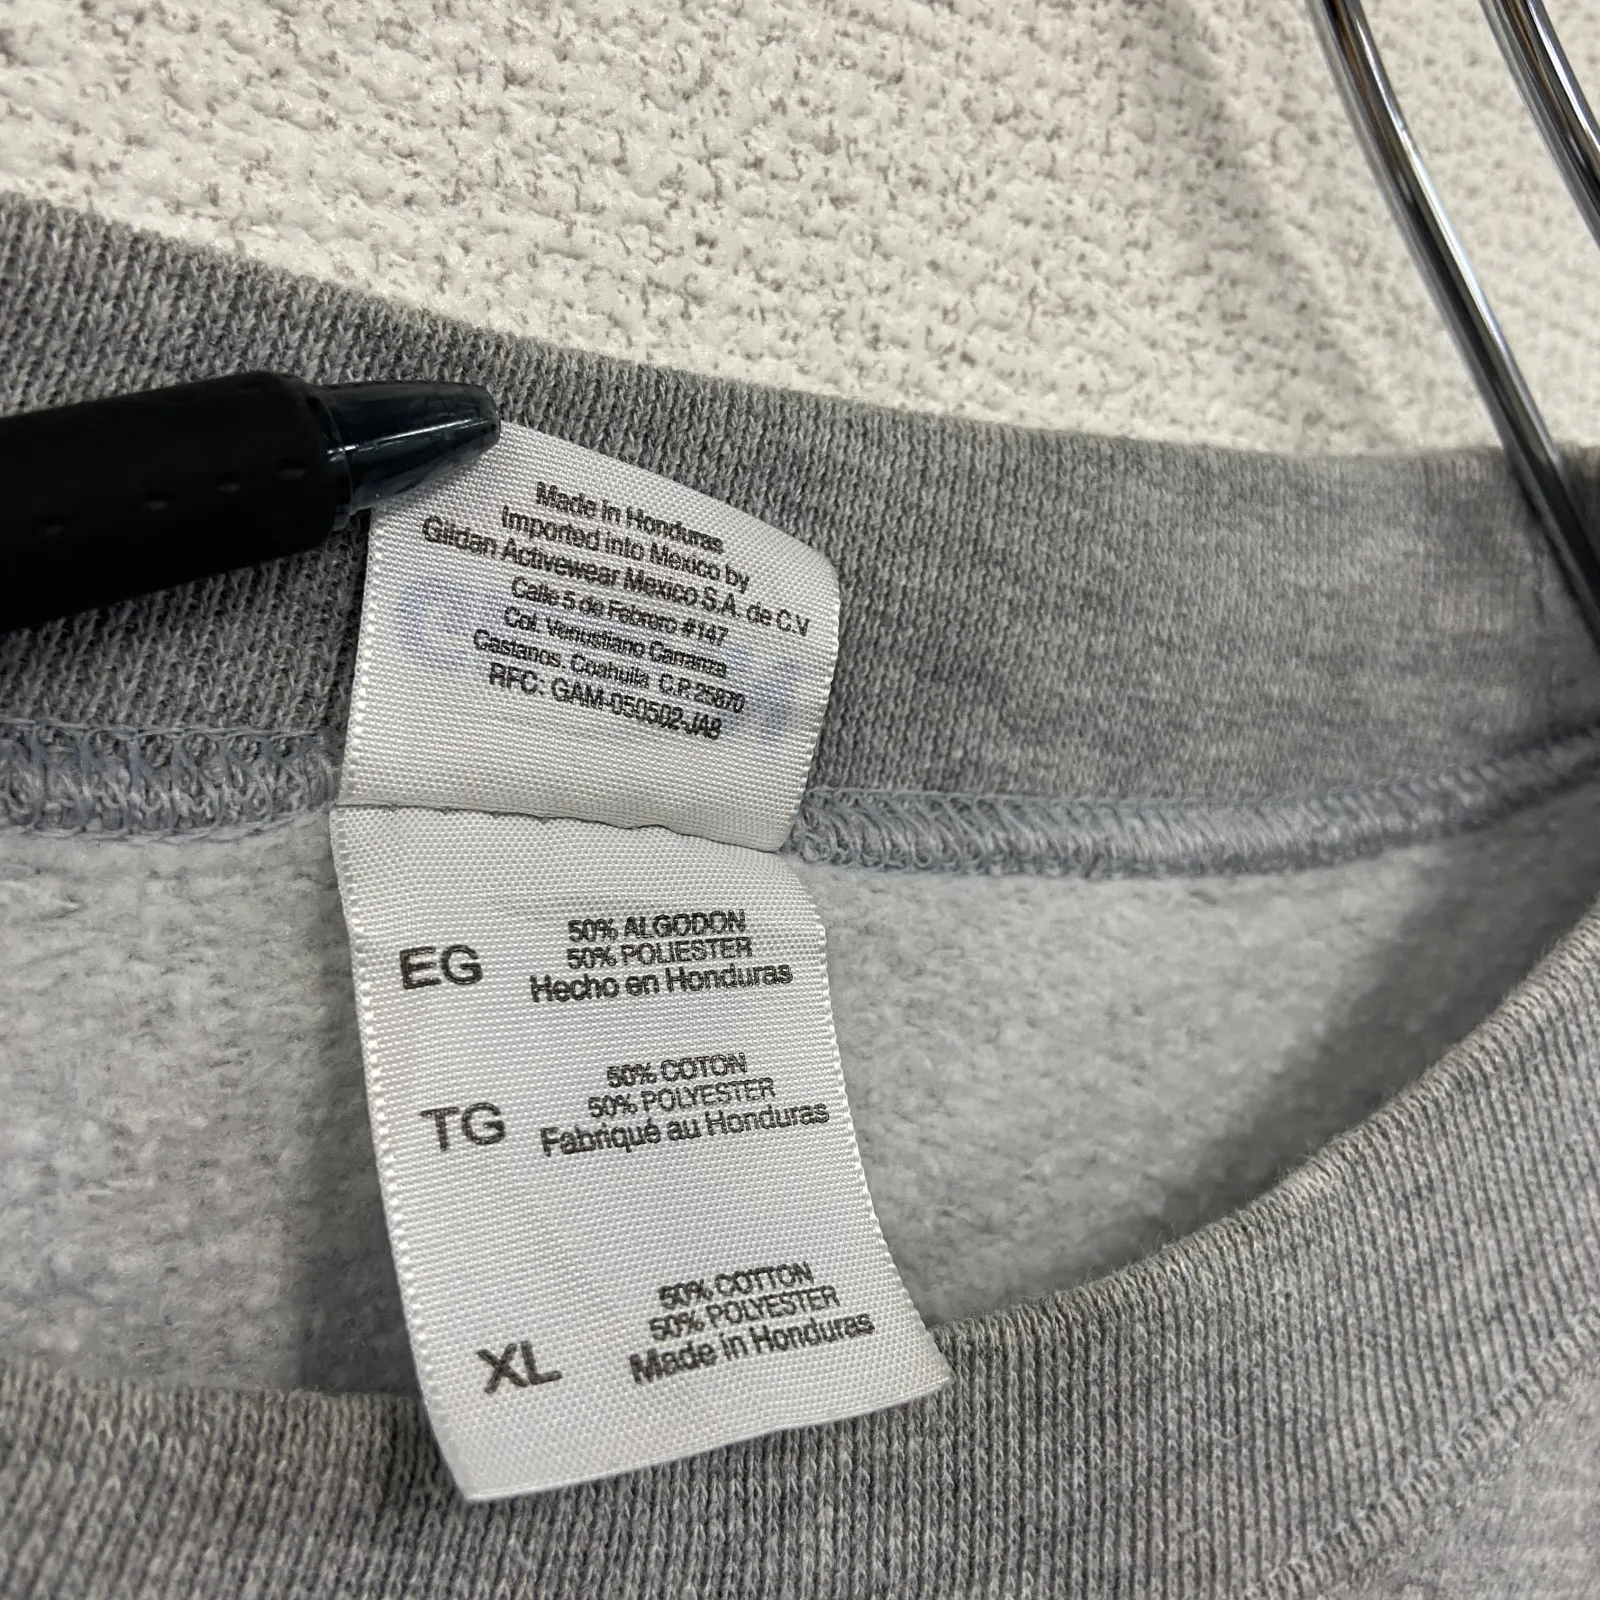 Made in Honduras
Imported into Mexico by
Gildan Activewear Mexico S.A. de C.V
Calle 5 de Febrero #147
Col. Venustiano Carranza
Castanos, Coahuila C.P. 25870
RFC: GAM-050502-JA8
50% ALGODON
EG 50% POLIESTER
Hecho en Honduras
50% COTON
TG 50% POLYESTER
Fabriqué au Honduras
50% COTTON
50% POLYESTER
XL Made in Honduras